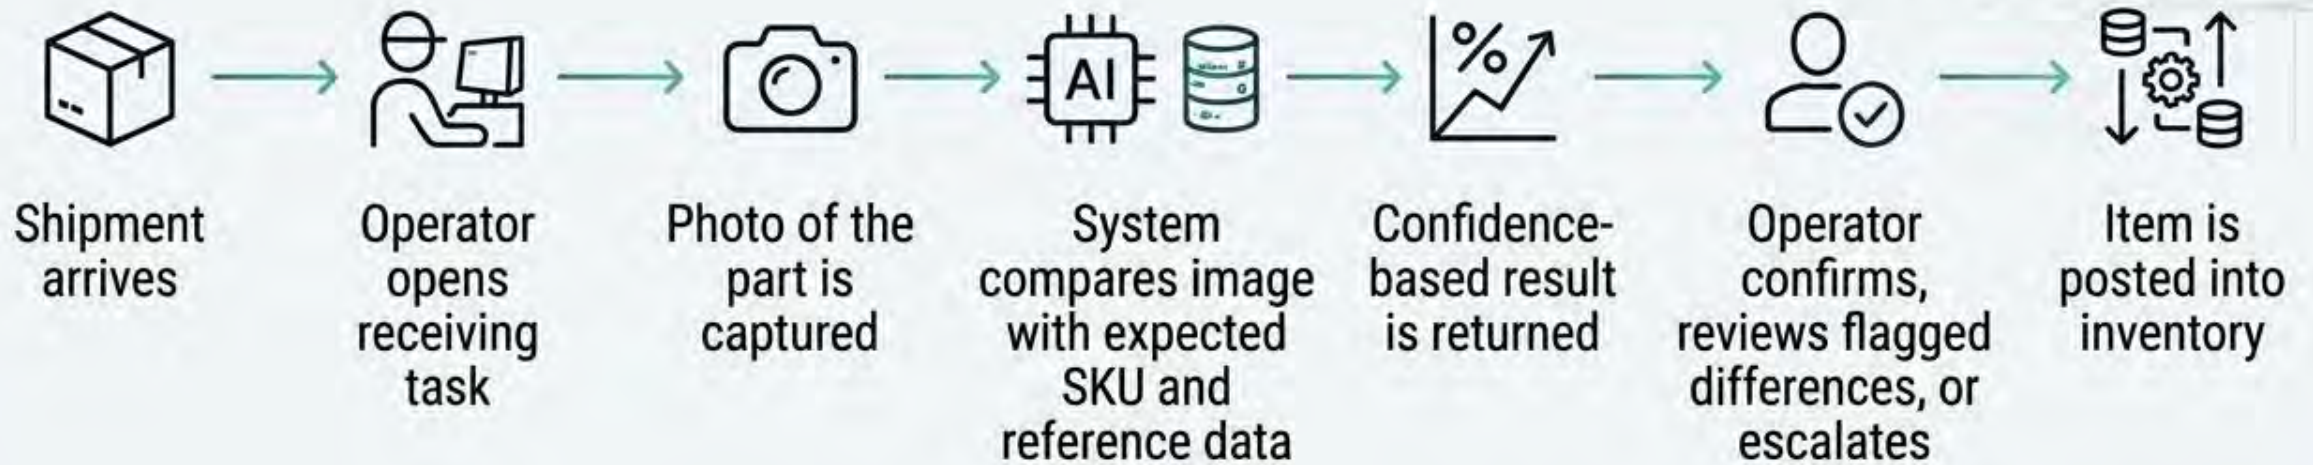 AI
%
Shipment
arrives
Operator
opens
receiving
task
Photo of the
part is
captured
System
compares image
with expected
SKU and
reference data
Confidence-
based result
is returned
Operator
confirms,
reviews flagged
differences, or
escalates
Item is
posted into
inventory